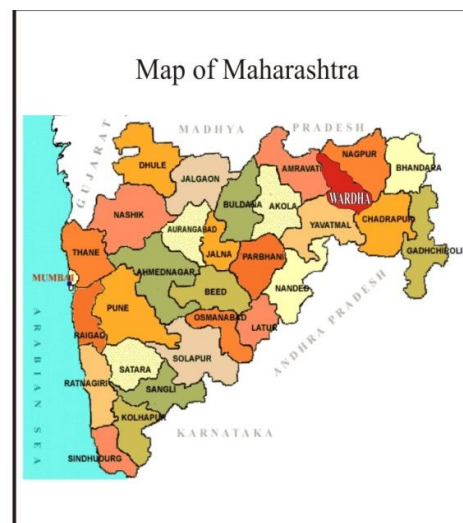 Map of Maharashtra
GUJARAT
MADHYA PRADESH
DHULE
JALGAON
NASHIK
BULDANA
AKOLA
AMRAVATI
NAGPUR
WARDHA
BHANDARA
YAVATMAL
CHADRAPUR
GADHCHIROLI
AURANGABAD
JALNA
PARBHANI
THANE
MUMBAI
AHMEDNAGAR
BEED
NANDED
PUNE
RAIGAD
OSMANABAD
LATUR
ANDHRA PRADESH
SATARA
SOLAPUR
RATNAGIRI
SANGLI
KOLHAPUR
KARNATAKA
SINDHUDURG
ARABIAN SEA